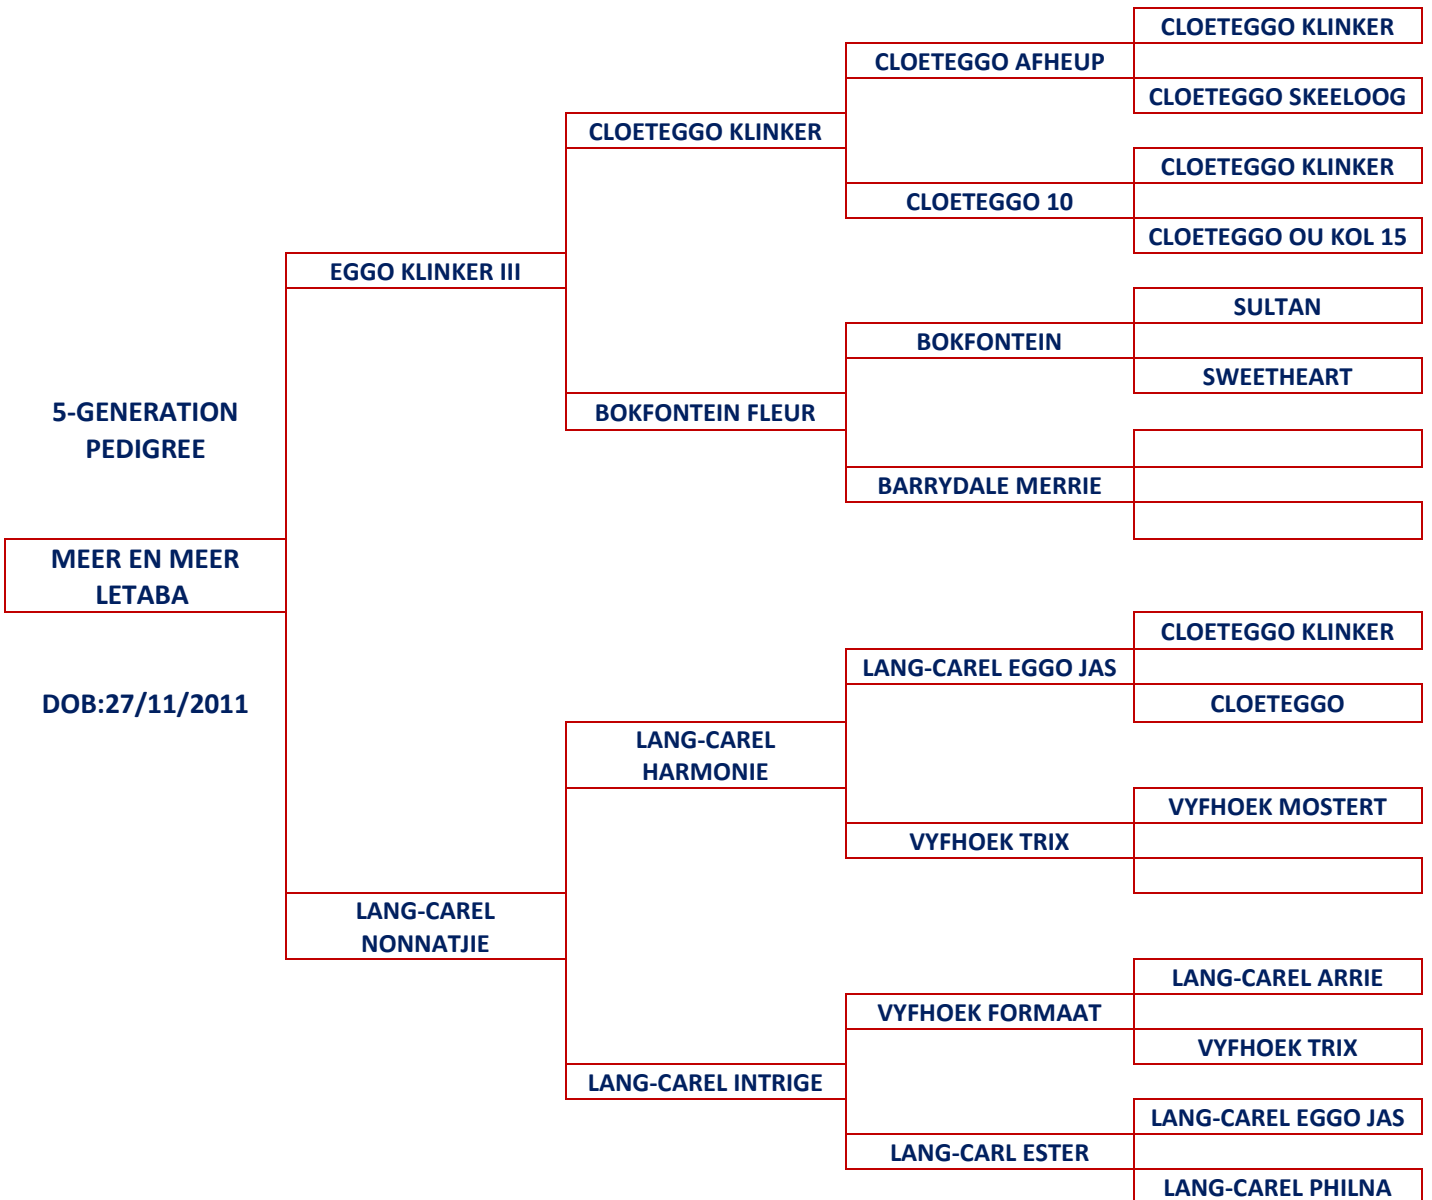 CLOETEGGO KLINKER
CLOETEGGO AFHEUP
CLOETEGGO SKEELOOG
CLOETEGGO KLINKER
CLOETEGGO KLINKER
CLOETEGGO 10
CLOETEGGO OU KOL 15
EGGO KLINKER III
SULTAN
BOKFONTEIN
SWEETHEART
5-GENERATION
PEDIGREE
BOKFONTEIN FLEUR
BARRYDALE MERRIE
MEER EN MEER
LETABA
CLOETEGGO KLINKER
LANG-CAREL EGGO JAS
CLOETEGGO
DOB:27/11/2011
LANG-CAREL
HARMONIE
VYFHOEK MOSTERT
VYFHOEK TRIX
LANG-CAREL
NONNATJIE
LANG-CAREL ARRIE
VYFHOEK FORMAAT
VYFHOEK TRIX
LANG-CAREL INTRIGE
LANG-CAREL EGGO JAS
LANG-CARL ESTER
LANG-CAREL PHILNA